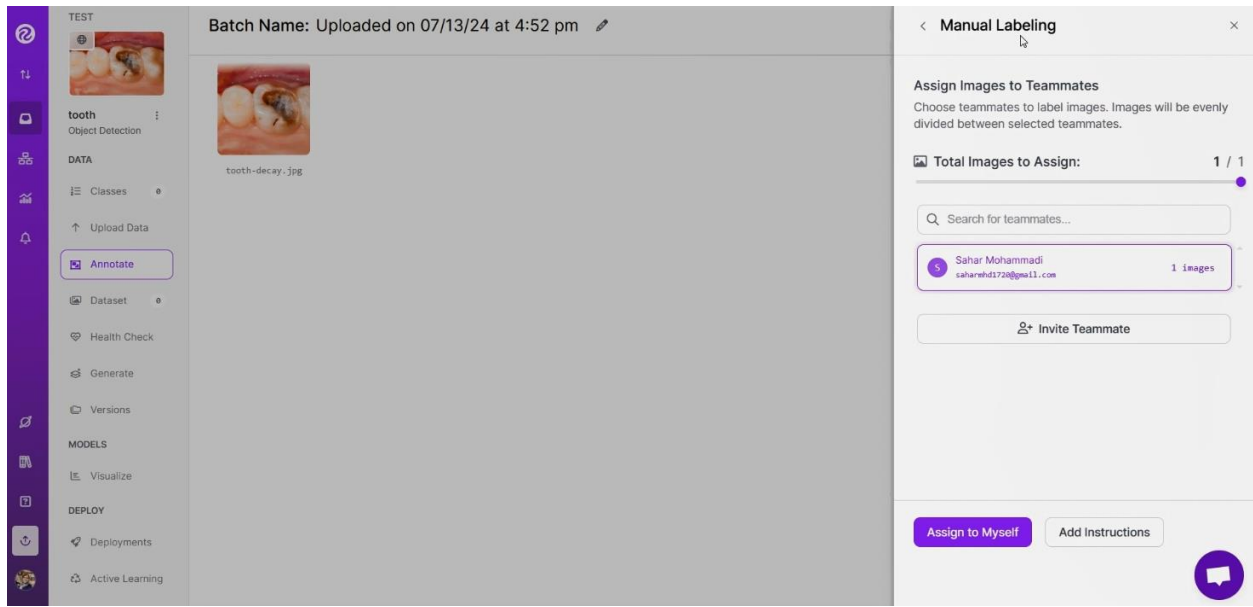 TEST
tooth
Object Detection
DATA
Classes 0
Upload Data
Annotate
Dataset 0
Health Check
Generate
Versions
MODELS
Visualize
DEPLOY
Deployments
Active Learning
Batch Name: Uploaded on 07/13/24 at 4:52 pm
tooth-decay.jpg
Manual Labeling
Assign Images to Teammates
Choose teammates to label images. Images will be evenly
divided between selected teammates.
Total Images to Assign: 1 / 1
Search for teammates...
S
Sahar Mohammadi
saharmhd1720@gmail.com
1 images
Invite Teammate
Assign to Myself
Add Instructions